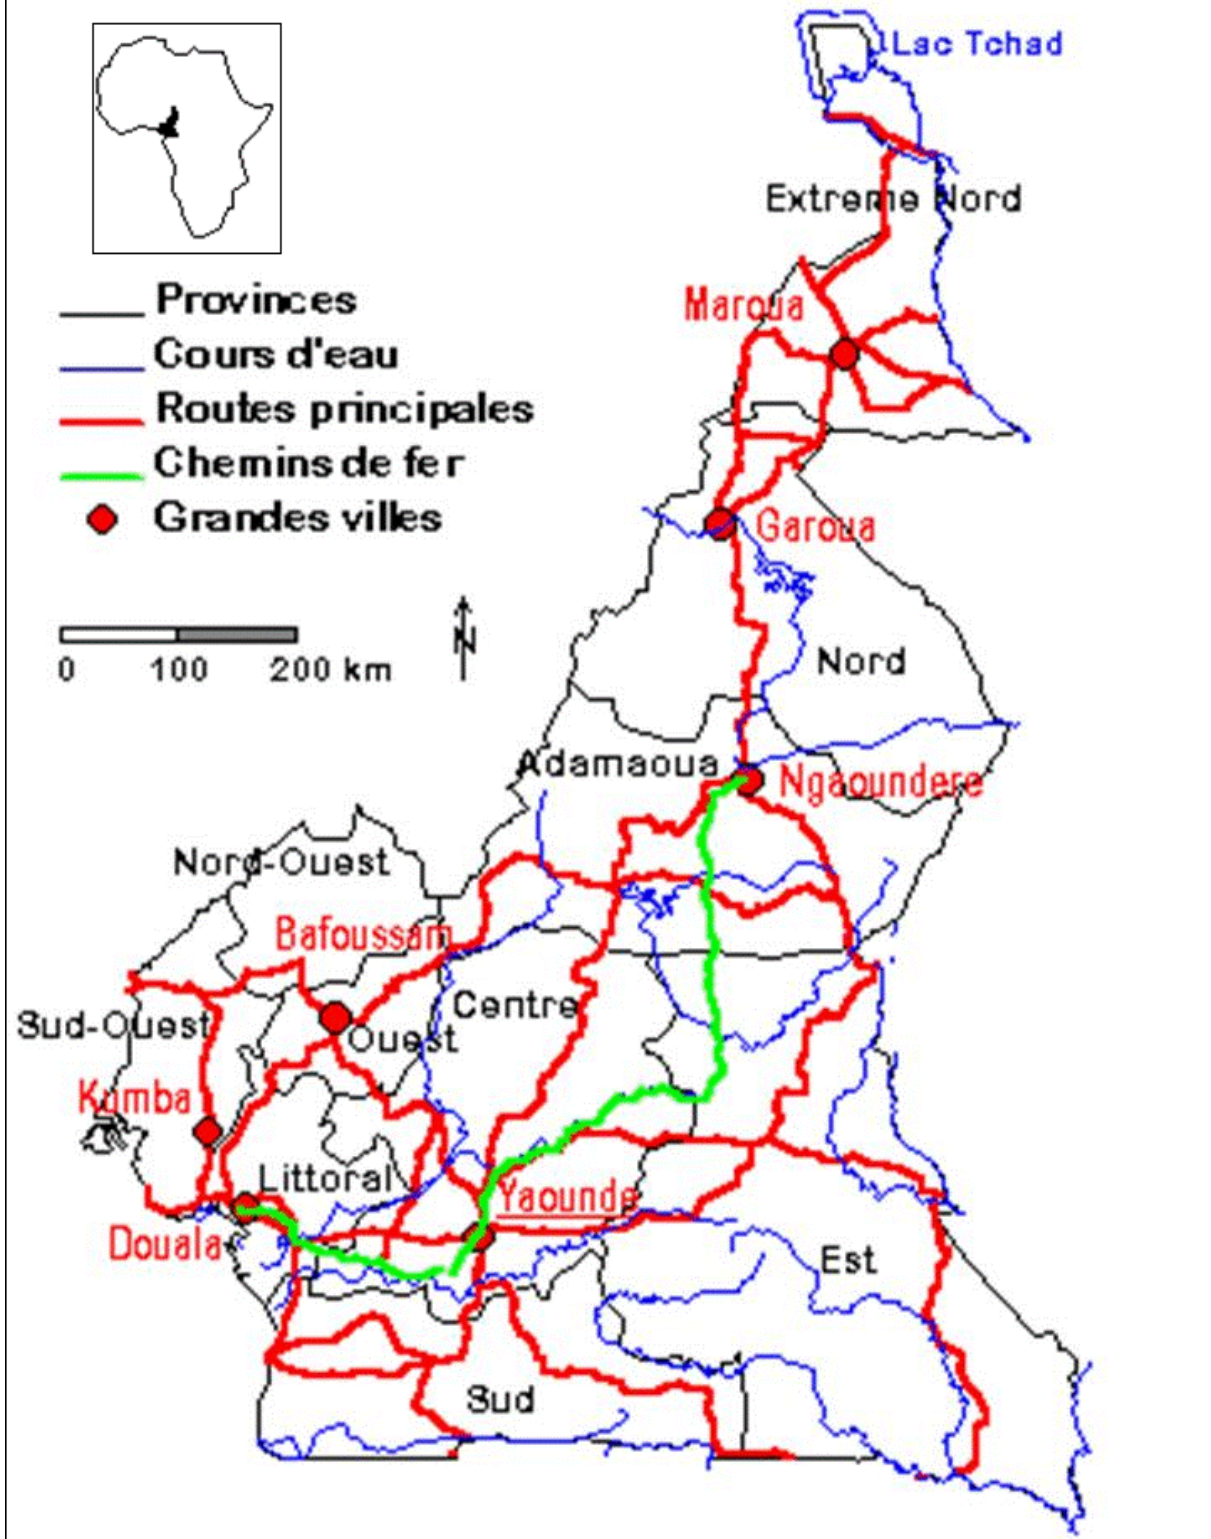 Lac Tchad
Extreme Nord
Provinces
Maroua
Cours d'eau
Routes principales
Chemins de fer
Grandes villes
Garoua
N
0 100 200 km
Nord
Adamaoua
Ngaoundere
Nord-Ouest
Bafoussam
Centre
Sud-Ouest
Ouest
Kumba
Littoral
Yaounde
Douala
Est
Sud